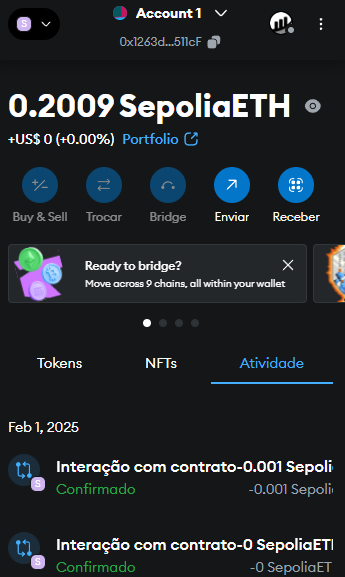 S
Account 1
0x1263d...511cF
0.2009 SepoliaETH
+US$ 0 (+0.00%) Portfolio
Buy & Sell Trocar Bridge Enviar Receber
Ready to bridge?
Move across 9 chains, all within your wallet
Tokens NFTs Atividade
Feb 1, 2025
Interação com contrato-0.001 Sepoli
S
Confirmado -0.001 Sepoli
Interação com contrato-0 SepoliaET
S
Confirmado -0 SepoliaET